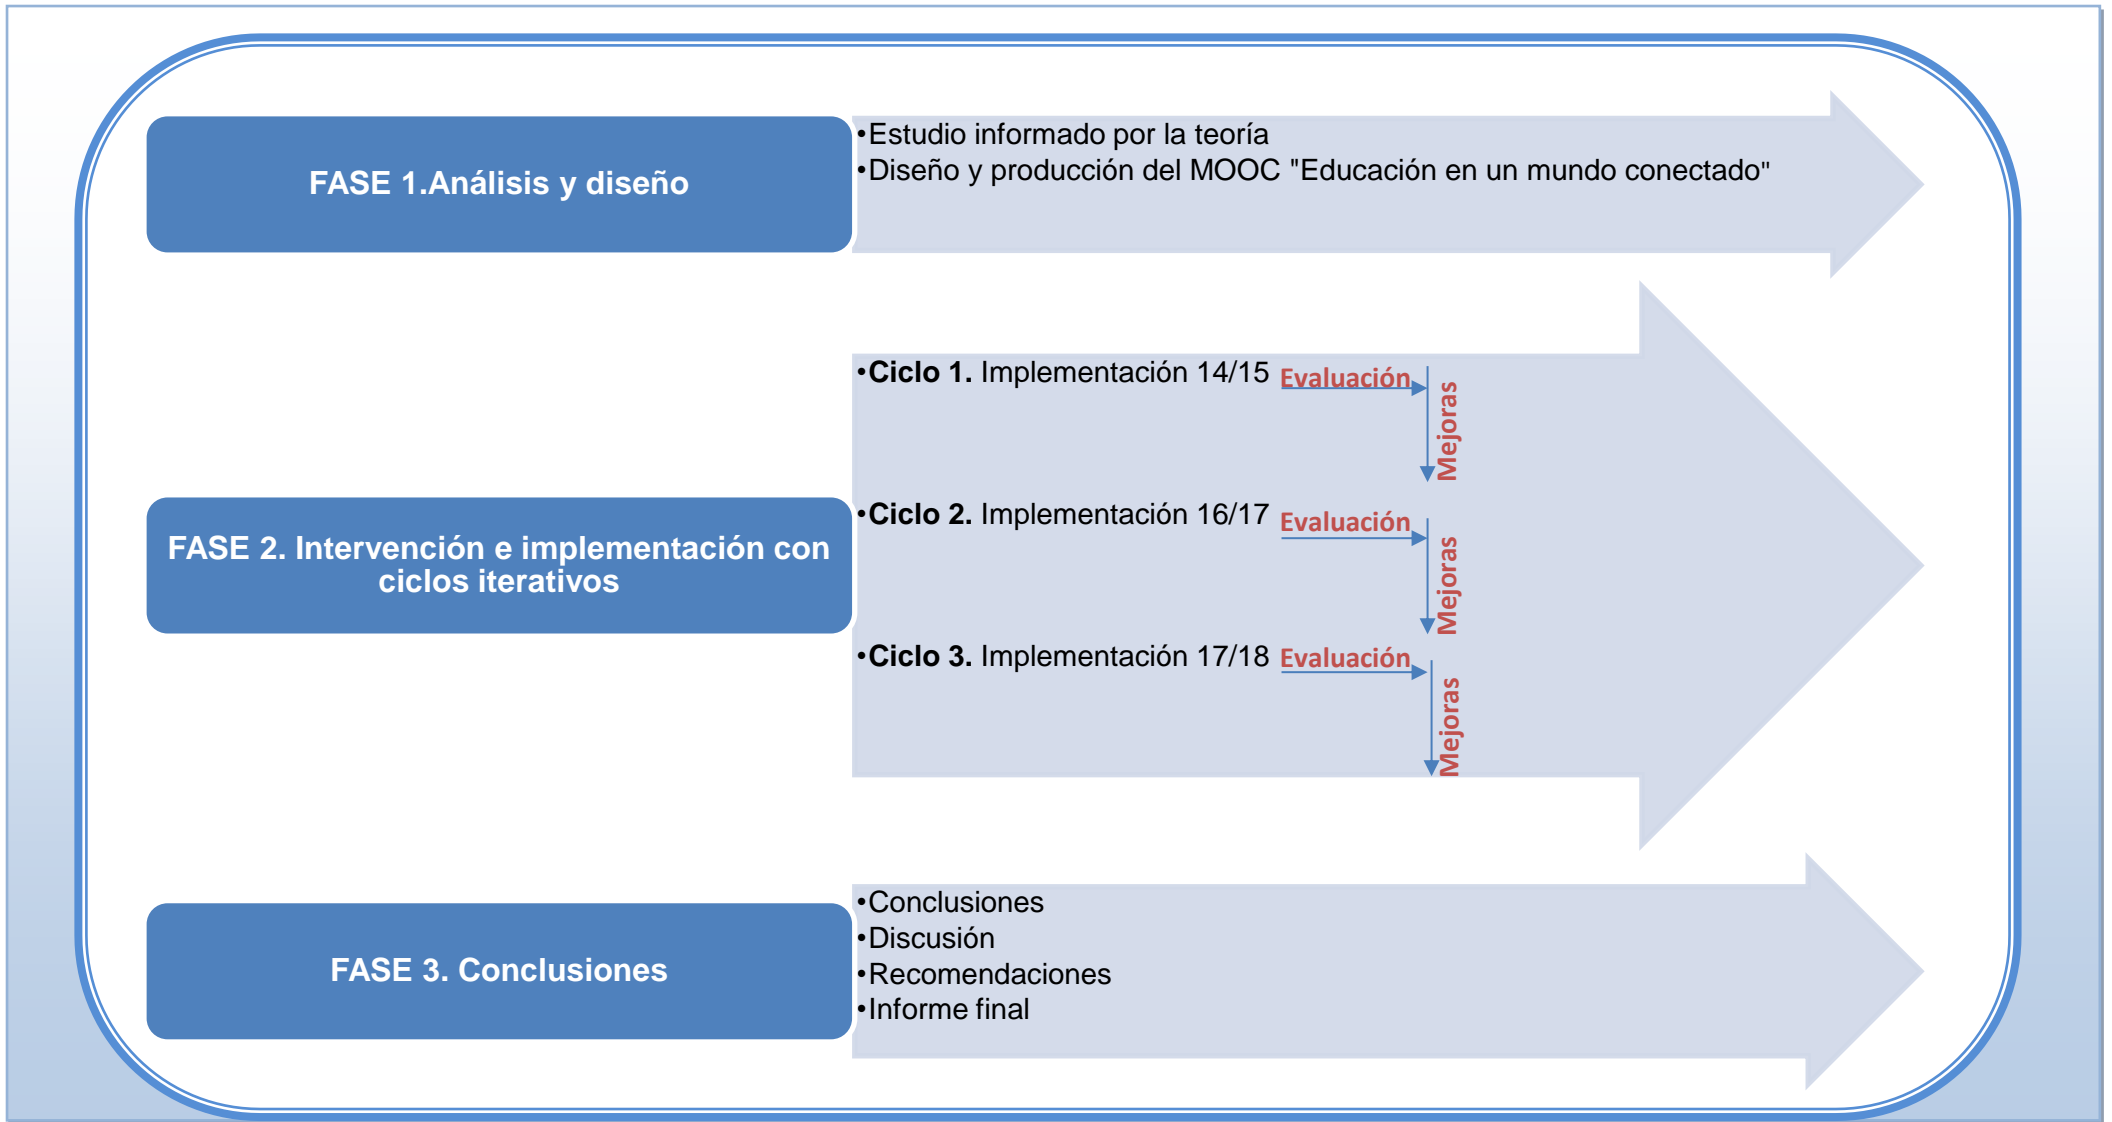 FASE 1.Análisis y diseño
•Estudio informado por la teoría
•Diseño y producción del MOOC "Educación en un mundo conectado"
FASE 2. Intervención e implementación con
ciclos iterativos
•Ciclo 1. Implementación 14/15 Evaluación
Mejoras
•Ciclo 2. Implementación 16/17 Evaluación
Mejoras
•Ciclo 3. Implementación 17/18 Evaluación
Mejoras
FASE 3. Conclusiones
•Conclusiones
•Discusión
•Recomendaciones
•Informe final